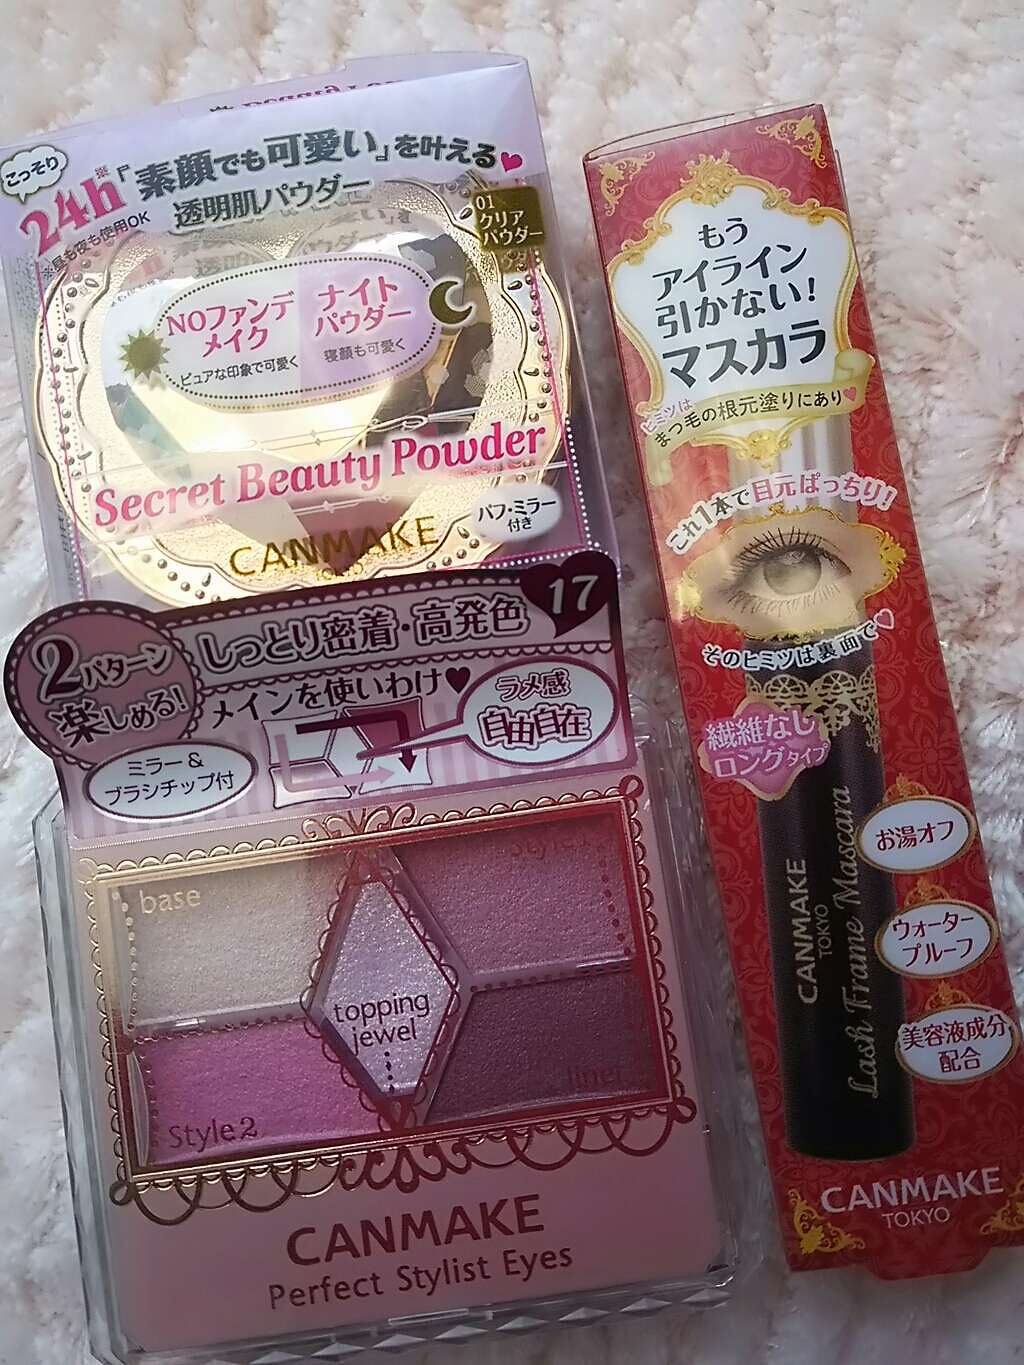 こっそり
24h※「素顔でも可愛い」を叶える♥
※昼も夜も使用OK
透明肌パウダー
01
クリア
パウダー
NOファンデ
メイク
ピュアな印象で可愛く
ナイト
パウダー
寝顔も可愛く
Secret Beauty Powder
パフ・ミラー
付き
CANMAKE
2パターン
楽しめる!
しっとり密着・高発色
17
メインを使いわけ♥
ラメ感
自由自在
ミラー&
ブラシチップ付
base
topping
jewel
Style2
liner
CANMAKE
Perfect Stylist Eyes
もう
アイライン
引かない!
マスカラ
ヒミツは
まつ毛の根元塗りにあり♥
これ1本で目元ぱっちり!
そのヒミツは裏面で♡
繊維なし
ロングタイプ
お湯オフ
ウォーター
プルーフ
美容液成分
配合
CANMAKE
TOKYO
Lash Frame Mascara
CANMAKE
TOKYO